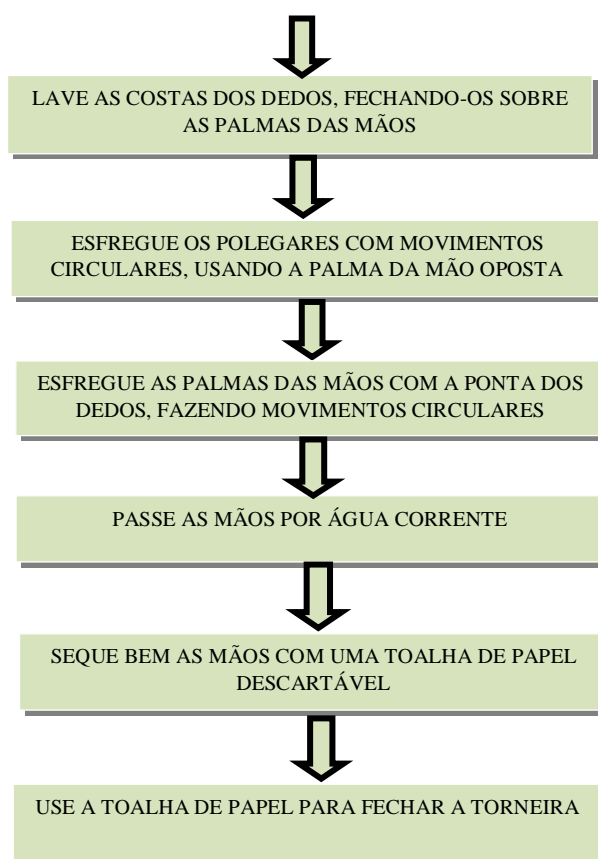 LAVE AS COSTAS DOS DEDOS, FECHANDO-OS SOBRE
AS PALMAS DAS MÃOS
ESFREGUE OS POLEGARES COM MOVIMENTOS
CIRCULARES, USANDO A PALMA DA MÃO OPOSTA
ESFREGUE AS PALMAS DAS MÃOS COM A PONTA DOS
DEDOS, FAZENDO MOVIMENTOS CIRCULARES
PASSE AS MÃOS POR ÁGUA CORRENTE
SEQUE BEM AS MÃOS COM UMA TOALHA DE PAPEL
DESCARTÁVEL
USE A TOALHA DE PAPEL PARA FECHAR A TORNEIRA